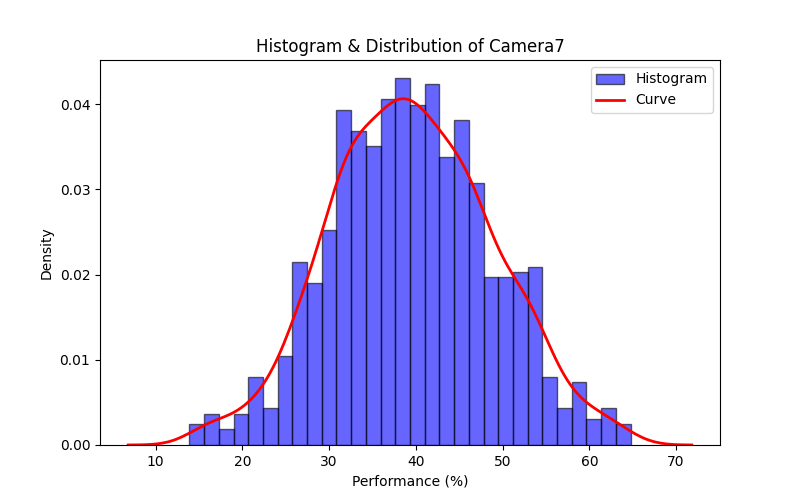 Histogram & Distribution of Camera7
Histogram
Curve
Density
0.04
0.03
0.02
0.01
0.00
10 20 30 40 50 60 70
Performance (%)